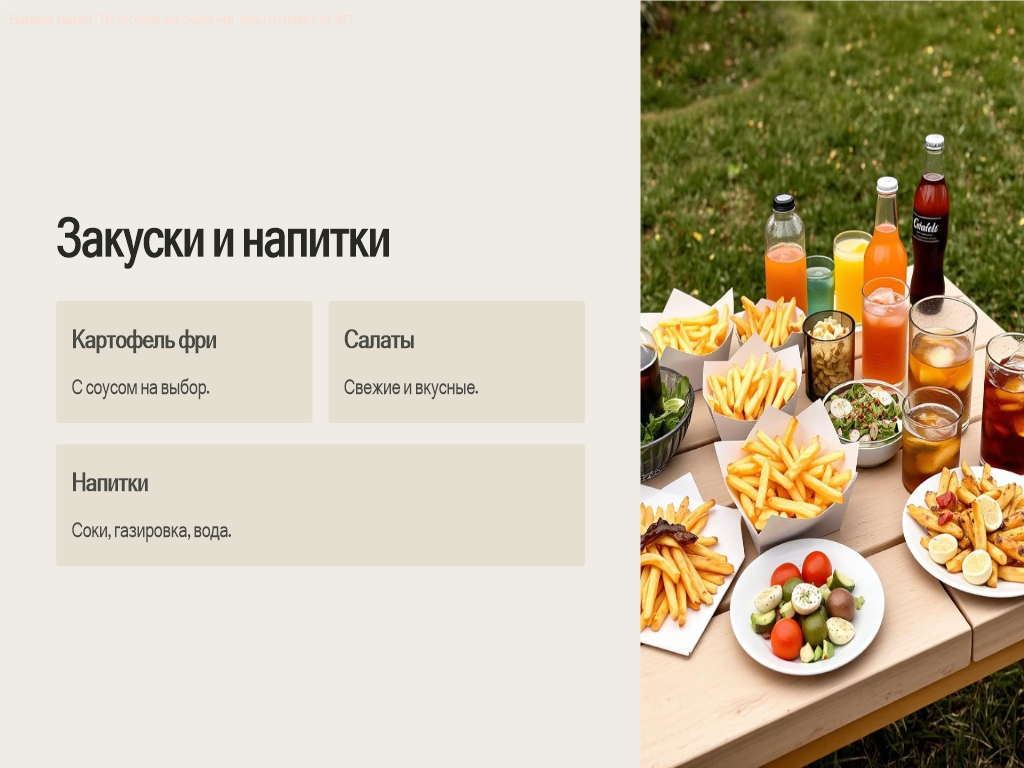 Evaluation Warning : The document was created with Spire.Presentation for .NET
Закуски и напитки
Картофель фри
С соусом на выбор.
Салаты
Свежие и вкусные.
Напитки
Соки, газировка, вода.